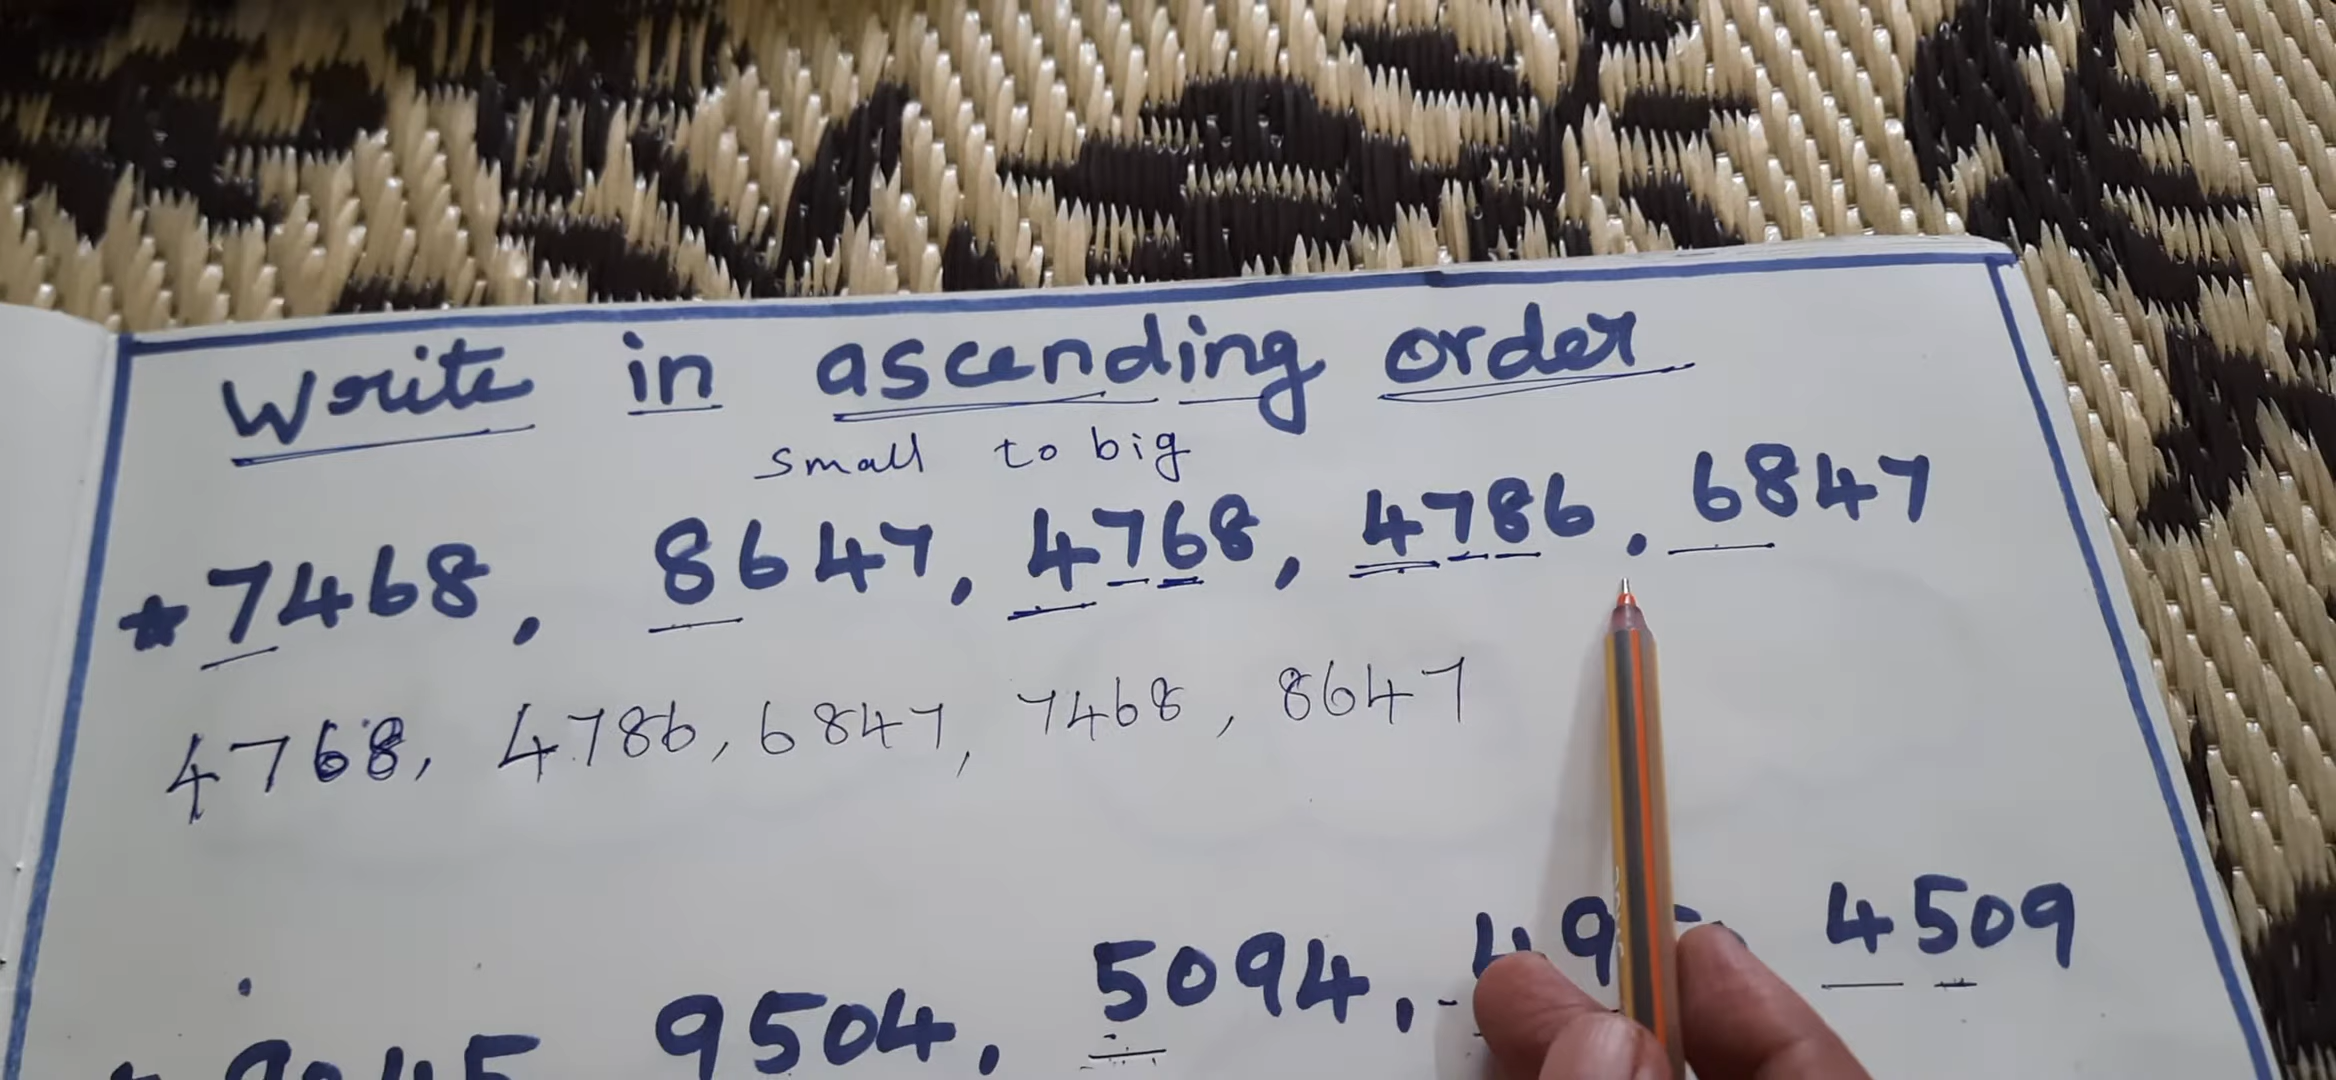 Write in ascending order
small to big
* 7468, 8647, 4768, 4786, 6847
4768, 4786, 6847, 7468, 8647
9504, 5094, 4509